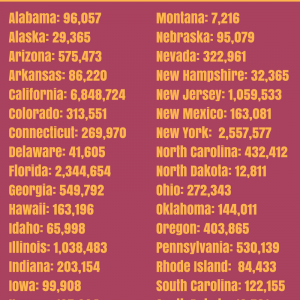 Alabama: 96,057
Alaska: 29,365
Arizona: 575,473
Arkansas: 86,220
California: 6,848,724
Colorado: 313,551
Connecticut: 269,970
Delaware: 41,605
Florida: 2,344,654
Georgia: 549,792
Hawaii: 163,196
Idaho: 65,998
Illinois: 1,038,483
Indiana: 203,154
Iowa: 99,908
Montana: 7,216
Nebraska: 95,079
Nevada: 322,961
New Hampshire: 32,365
New Jersey: 1,059,533
New Mexico: 163,081
New York: 2,557,577
North Carolina: 432,412
North Dakota: 12,811
Ohio: 272,343
Oklahoma: 144,011
Oregon: 403,865
Pennsylvania: 530,139
Rhode Island: 84,433
South Carolina: 122,155